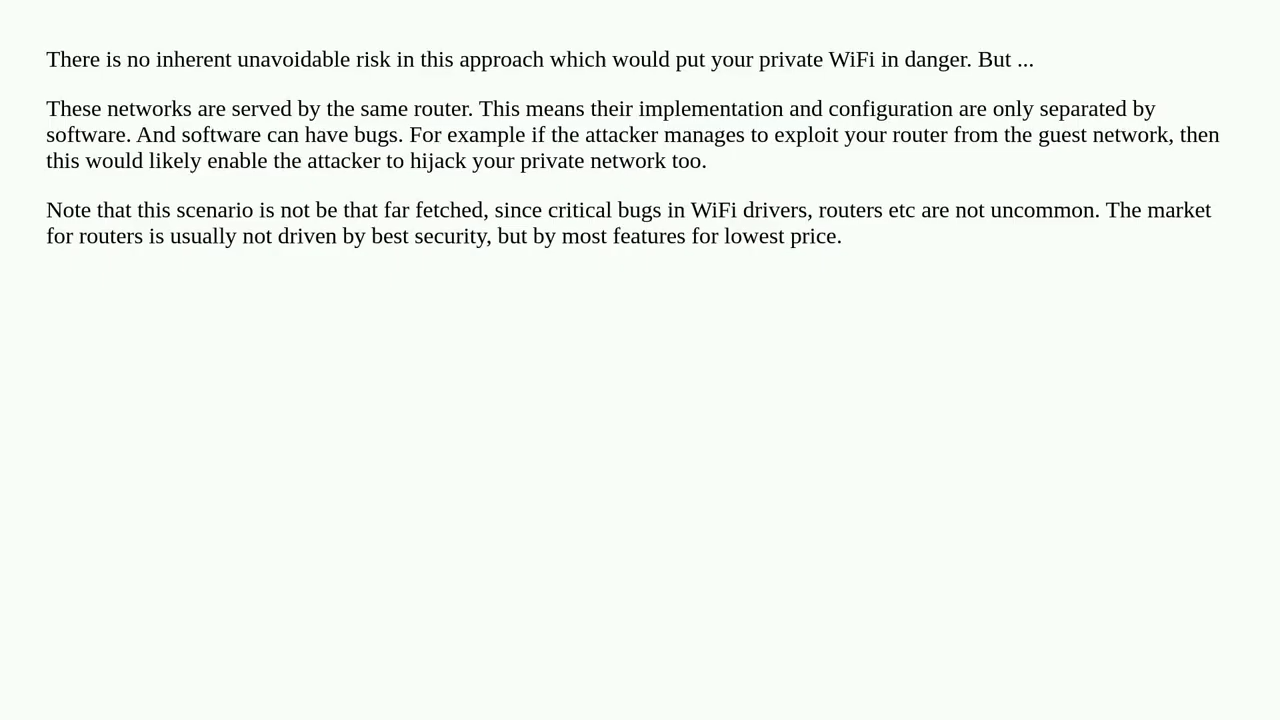 There is no inherent unavoidable risk in this approach which would put your private WiFi in danger. But ...
These networks are served by the same router. This means their implementation and configuration are only separated by
software. And software can have bugs. For example if the attacker manages to exploit your router from the guest network, then
this would likely enable the attacker to hijack your private network too.
Note that this scenario is not be that far fetched, since critical bugs in WiFi drivers, routers etc are not uncommon. The market
for routers is usually not driven by best security, but by most features for lowest price.